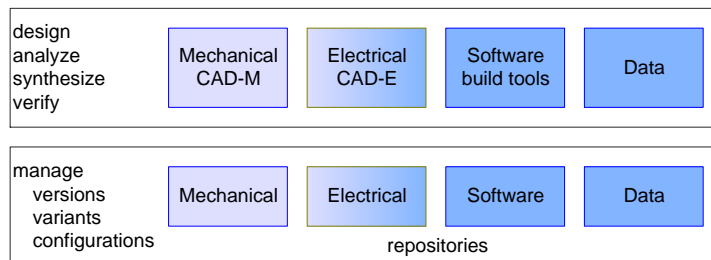 design
analyze
synthesize
verify
Mechanical
CAD-M
Electrical
CAD-E
Software
build tools
Data
manage
versions
variants
configurations
Mechanical
Electrical
Software
Data
repositories